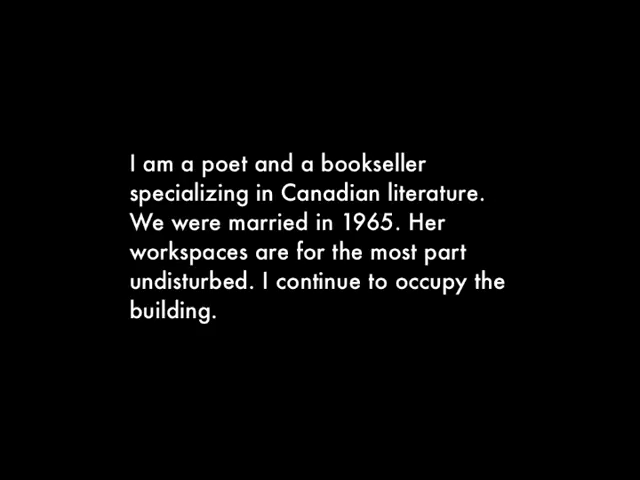 I am a poet and a bookseller
specializing in Canadian literature.
We were married in 1965. Her
workspaces are for the most part
undisturbed. I continue to occupy the
building.